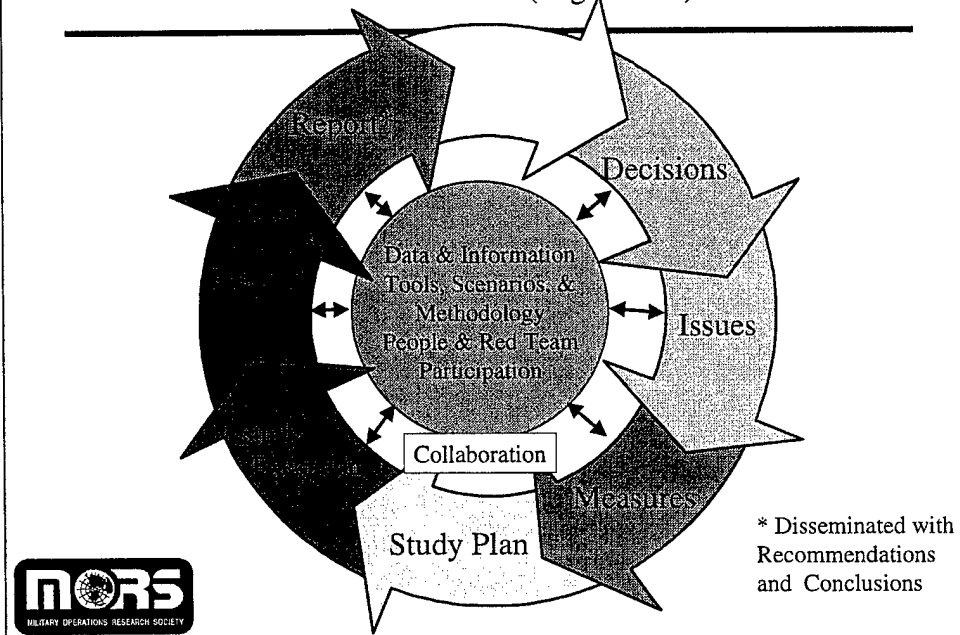 Report*
Decisions
Data & Information
Tools, Scenarios, &
Methodology
People & Red Team
Participation
Issues
Collaboration
Measures
Study Plan
* Disseminated with
Recommendations
and Conclusions
MORS
MILITARY OPERATIONS RESEARCH SOCIETY